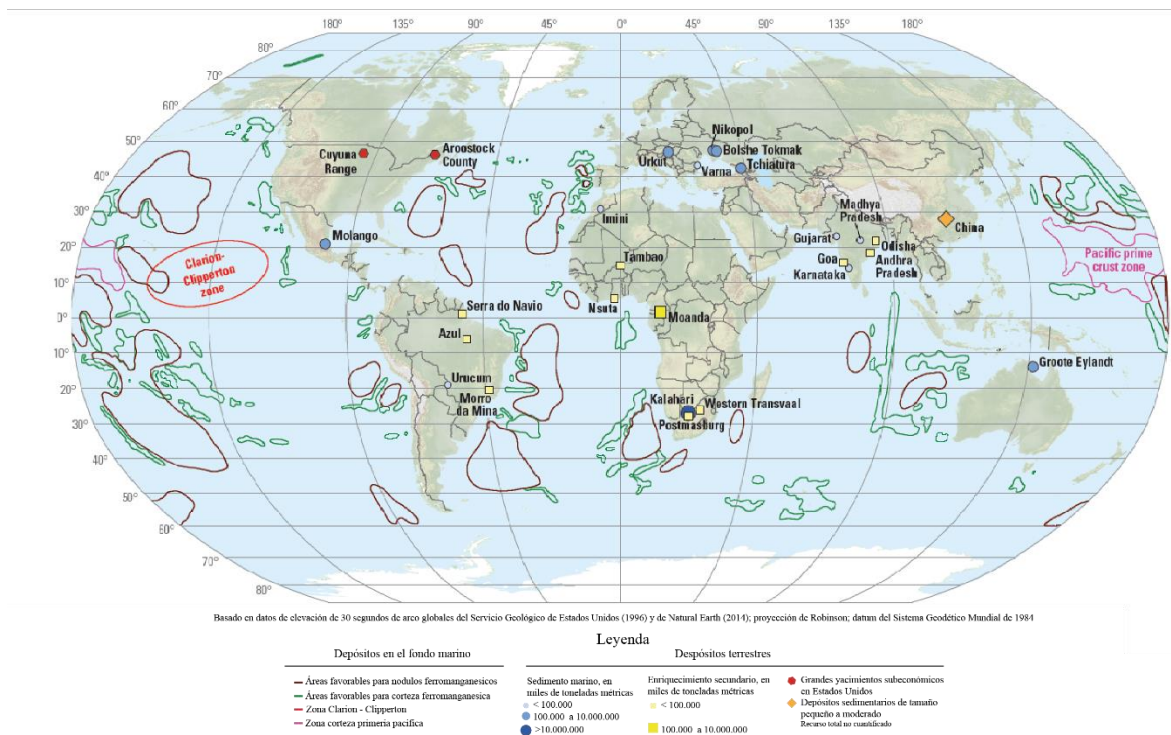 180° 135° 90° 45° 0° 45° 90° 135° 180°
80°
70°
60°
50°
40°
30°
20°
10°
0°
10°
20°
30°
40°
50°
60°
70°
80°
Cuyuna
Range
Aroostock
County
Molango
Clarion-
Clipperton
zone
Serra do Navio
Azul
Urucum
Morro
da Mina
Nikopol
Bolshe Tokmak
Urkut
Tchiatura
Varna
Imini
Tambao
Nsuta
Moanda
Kalahari
Western Transvaal
Postmasburg
Madhya
Pradesh
Gujarat
Goa
Karnataka
Odisha
Andhra
Pradesh
China
Pacific prime
crust zone
Groote Eylandt
Basado en datos de elevación de 30 segundos de arco globales del Servicio Geológico de Estados Unidos (1996) y de Natural Earth (2014); proyección de Robinson; datum del Sistema Geodético Mundial de 1984
Leyenda
Depósitos en el fondo marino
Áreas favorables para nodulos ferromanganesicos
Áreas favorables para corteza ferromanganesica
Zona Clarion - Clipperton
Zona corteza primeria pacifica
Despósitos terrestres
Sedimento marino, en
miles de toneladas métricas
< 100.000
100.000 a 10.000.000
>10.000.000
Enriquecimiento secundario, en
miles de toneladas métricas
< 100.000
100.000 a 10.000.000
Grandes yacimientos subeconómicos
en Estados Unidos
Depósitos sedimentarios de tamaño
pequeño a moderado
Recurso total no cuantificado